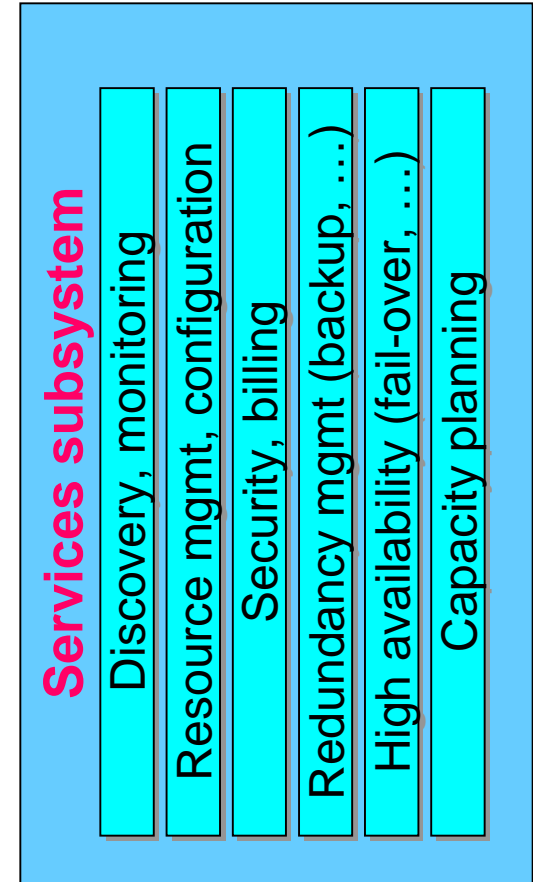 Services subsystem
Discovery, monitoring
Resource mgmt, configuration
Security, billing
Redundancy mgmt (backup, …)
High availability (fail-over, …)
Capacity planning